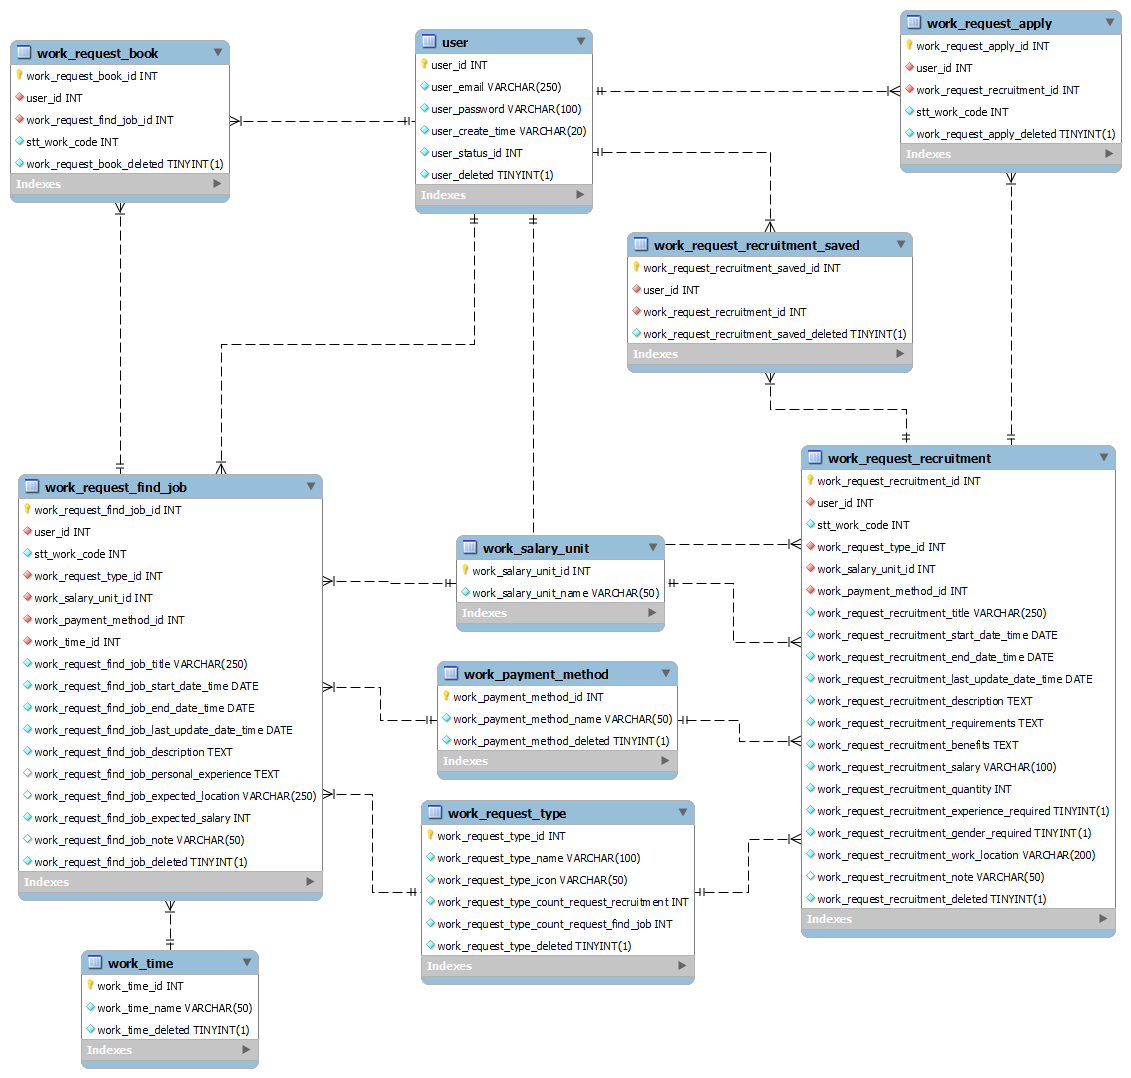 work_request_book
work_request_book_id INT
user_id INT
work_request_find_job_id INT
stt_work_code INT
work_request_book_deleted TINYINT(1)
Indexes
user
user_id INT
user_email VARCHAR(250)
user_password VARCHAR(100)
user_create_time VARCHAR(20)
user_status_id INT
user_deleted TINYINT(1)
Indexes
work_request_apply
work_request_apply_id INT
user_id INT
work_request_recruitment_id INT
stt_work_code INT
work_request_apply_deleted TINYINT(1)
Indexes
work_request_recruitment_saved
work_request_recruitment_saved_id INT
user_id INT
work_request_recruitment_id INT
work_request_recruitment_saved_deleted TINYINT(1)
Indexes
work_request_find_job
work_request_find_job_id INT
user_id INT
stt_work_code INT
work_request_type_id INT
work_salary_unit_id INT
work_payment_method_id INT
work_time_id INT
work_request_find_job_title VARCHAR(250)
work_request_find_job_start_date_time DATE
work_request_find_job_end_date_time DATE
work_request_find_job_last_update_date_time DATE
work_request_find_job_description TEXT
work_request_find_job_personal_experience TEXT
work_request_find_job_expected_location VARCHAR(250)
work_request_find_job_expected_salary INT
work_request_find_job_note VARCHAR(50)
work_request_find_job_deleted TINYINT(1)
Indexes
work_salary_unit
work_salary_unit_id INT
work_salary_unit_name VARCHAR(50)
Indexes
work_payment_method
work_payment_method_id INT
work_payment_method_name VARCHAR(50)
work_payment_method_deleted TINYINT(1)
Indexes
work_request_type
work_request_type_id INT
work_request_type_name VARCHAR(100)
work_request_type_icon VARCHAR(50)
work_request_type_count_request_recruitment INT
work_request_type_count_request_find_job INT
work_request_type_deleted TINYINT(1)
Indexes
work_request_recruitment
work_request_recruitment_id INT
user_id INT
stt_work_code INT
work_request_type_id INT
work_salary_unit_id INT
work_payment_method_id INT
work_request_recruitment_title VARCHAR(250)
work_request_recruitment_start_date_time DATE
work_request_recruitment_end_date_time DATE
work_request_recruitment_last_update_date_time DATE
work_request_recruitment_description TEXT
work_request_recruitment_requirements TEXT
work_request_recruitment_benefits TEXT
work_request_recruitment_salary VARCHAR(100)
work_request_recruitment_quantity INT
work_request_recruitment_experience_required TINYINT(1)
work_request_recruitment_gender_required TINYINT(1)
work_request_recruitment_work_location VARCHAR(200)
work_request_recruitment_note VARCHAR(50)
work_request_recruitment_deleted TINYINT(1)
Indexes
work_time
work_time_id INT
work_time_name VARCHAR(50)
work_time_deleted TINYINT(1)
Indexes